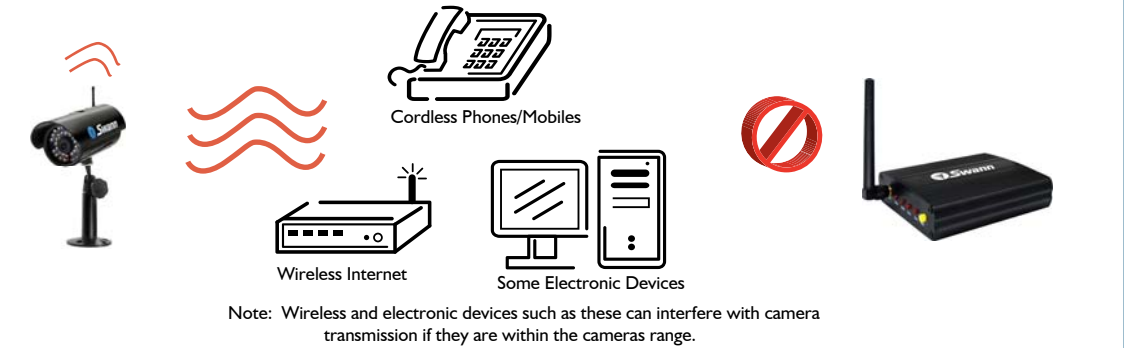 Swann
Cordless Phones/Mobiles
Swann
Wireless Internet
Some Electronic Devices
Note: Wireless and electronic devices such as these can interfere with camera
transmission if they are within the cameras range.